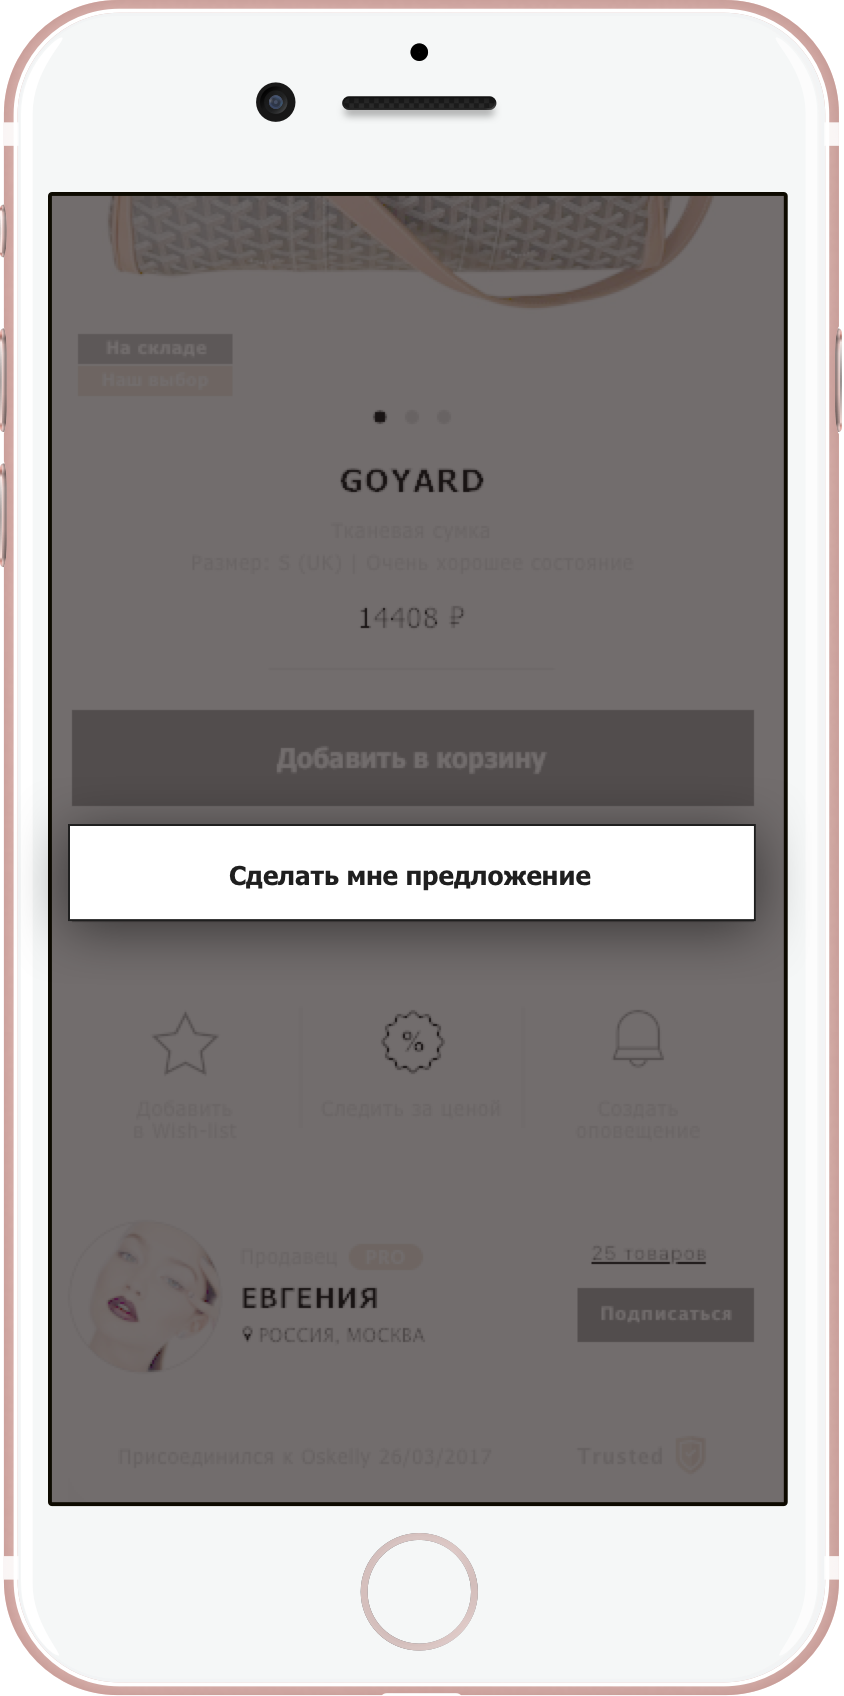 На складе
Наш выбор
GOYARD
Тканевая сумка
Размер: S (UK) | Очень хорошее состояние
14408 ₽
Добавить в корзину
Сделать мне предложение
%
Добавить
в Wish-list
Следить за ценой
Создать
оповещение
Продавец PRO
25 товаров
ЕВГЕНИЯ
РОССИЯ, МОСКВА
Подписаться
Присоединился к Oskelly 26/03/2017
Trusted